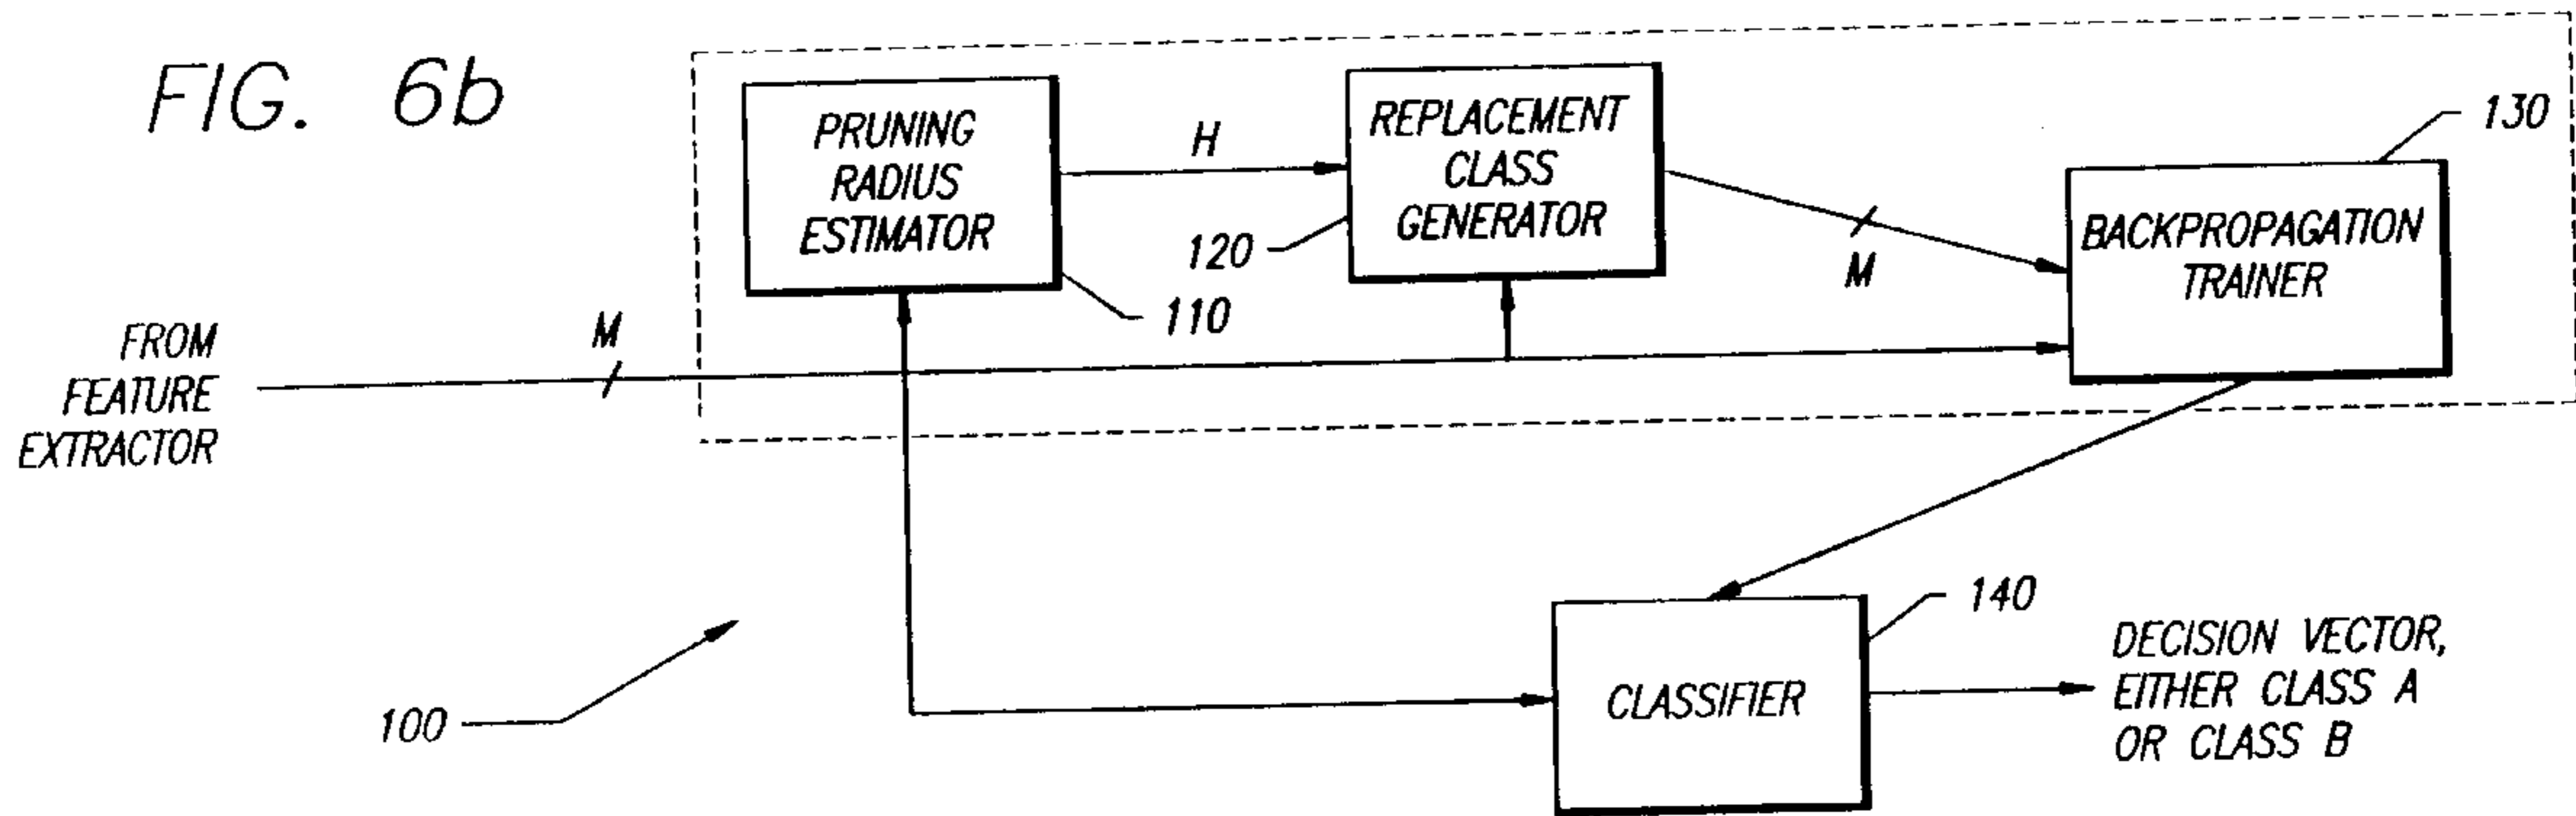 FIG. 6b
PRUNING
RADIUS
ESTIMATOR
110
H
REPLACEMENT
CLASS
GENERATOR
120
M
BACKPROPAGATION
TRAINER
130
FROM
FEATURE
EXTRACTOR
M
100
CLASSIFIER
140
DECISION VECTOR,
EITHER CLASS A
OR CLASS B